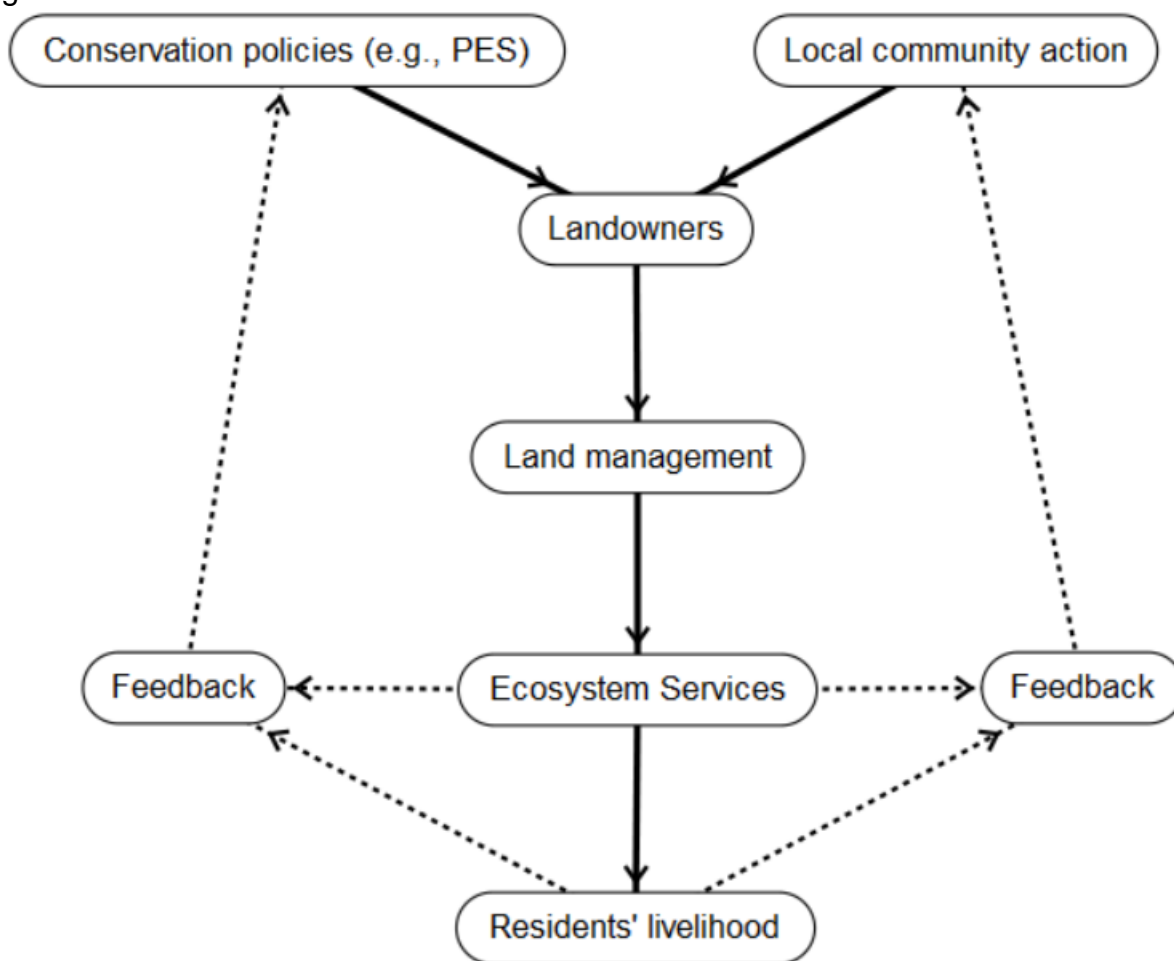 Conservation policies (e.g., PES)
Local community action
Landowners
Land management
Feedback
Ecosystem Services
Feedback
Residents' livelihood